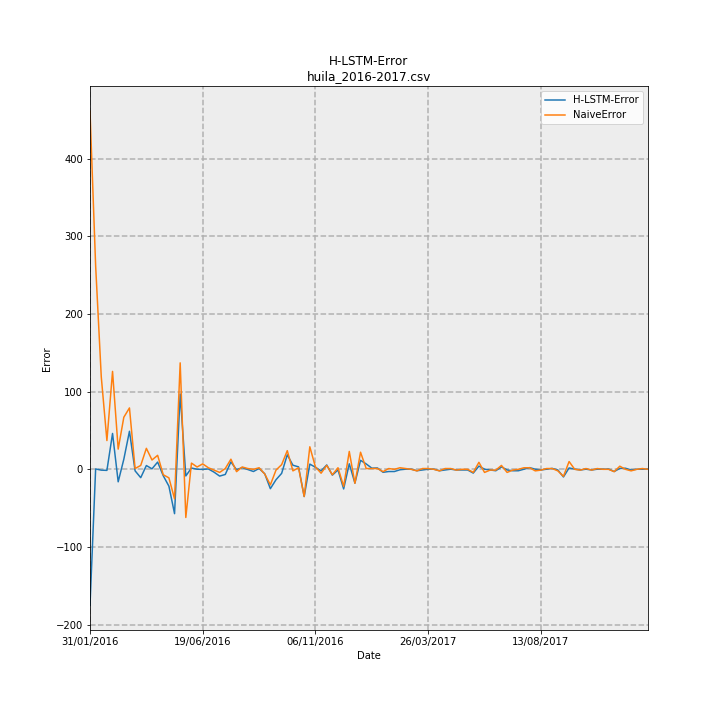 H-LSTM-Error
huila_2016-2017.csv
H-LSTM-Error
NaiveError
400
300
200
100
0
−100
−200
Error
31/01/2016
19/06/2016
06/11/2016
26/03/2017
13/08/2017
Date